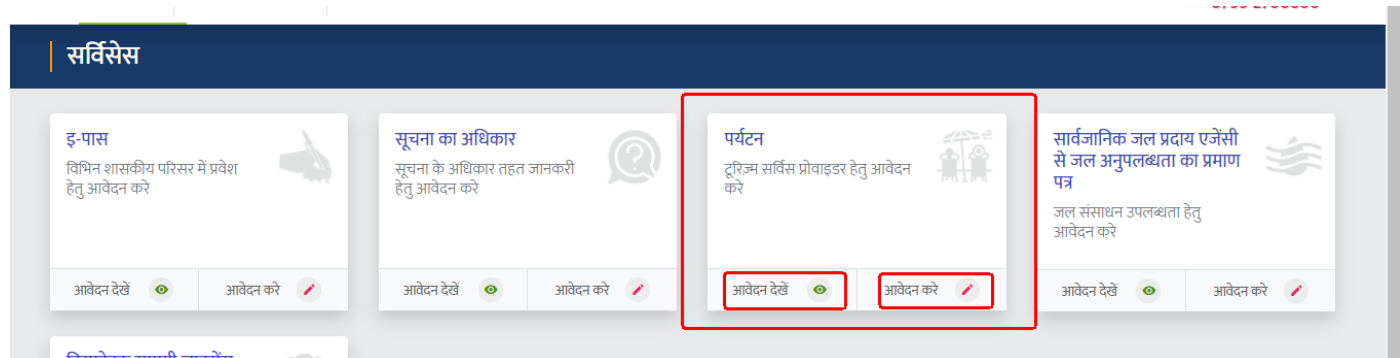 सर्विसेस
इ-पास
विभिन शासकीय परिसर में प्रवेश
हेतु आवेदन करे
आवेदन देखें
आवेदन करे
सूचना का अधिकार
सूचना के अधिकार तहत जानकरी
हेतु आवेदन करे
आवेदन देखें
आवेदन करे
पर्यटन
टूरिज़्म सर्विस प्रोवाइडर हेतु आवेदन
करे
आवेदन देखें
आवेदन करे
सार्वजानिक जल प्रदाय एजेंसी
से जल अनुपलब्धता का प्रमाण
पत्र
जल संसाधन उपलब्धता हेतु
आवेदन करे
आवेदन देखें
आवेदन करे